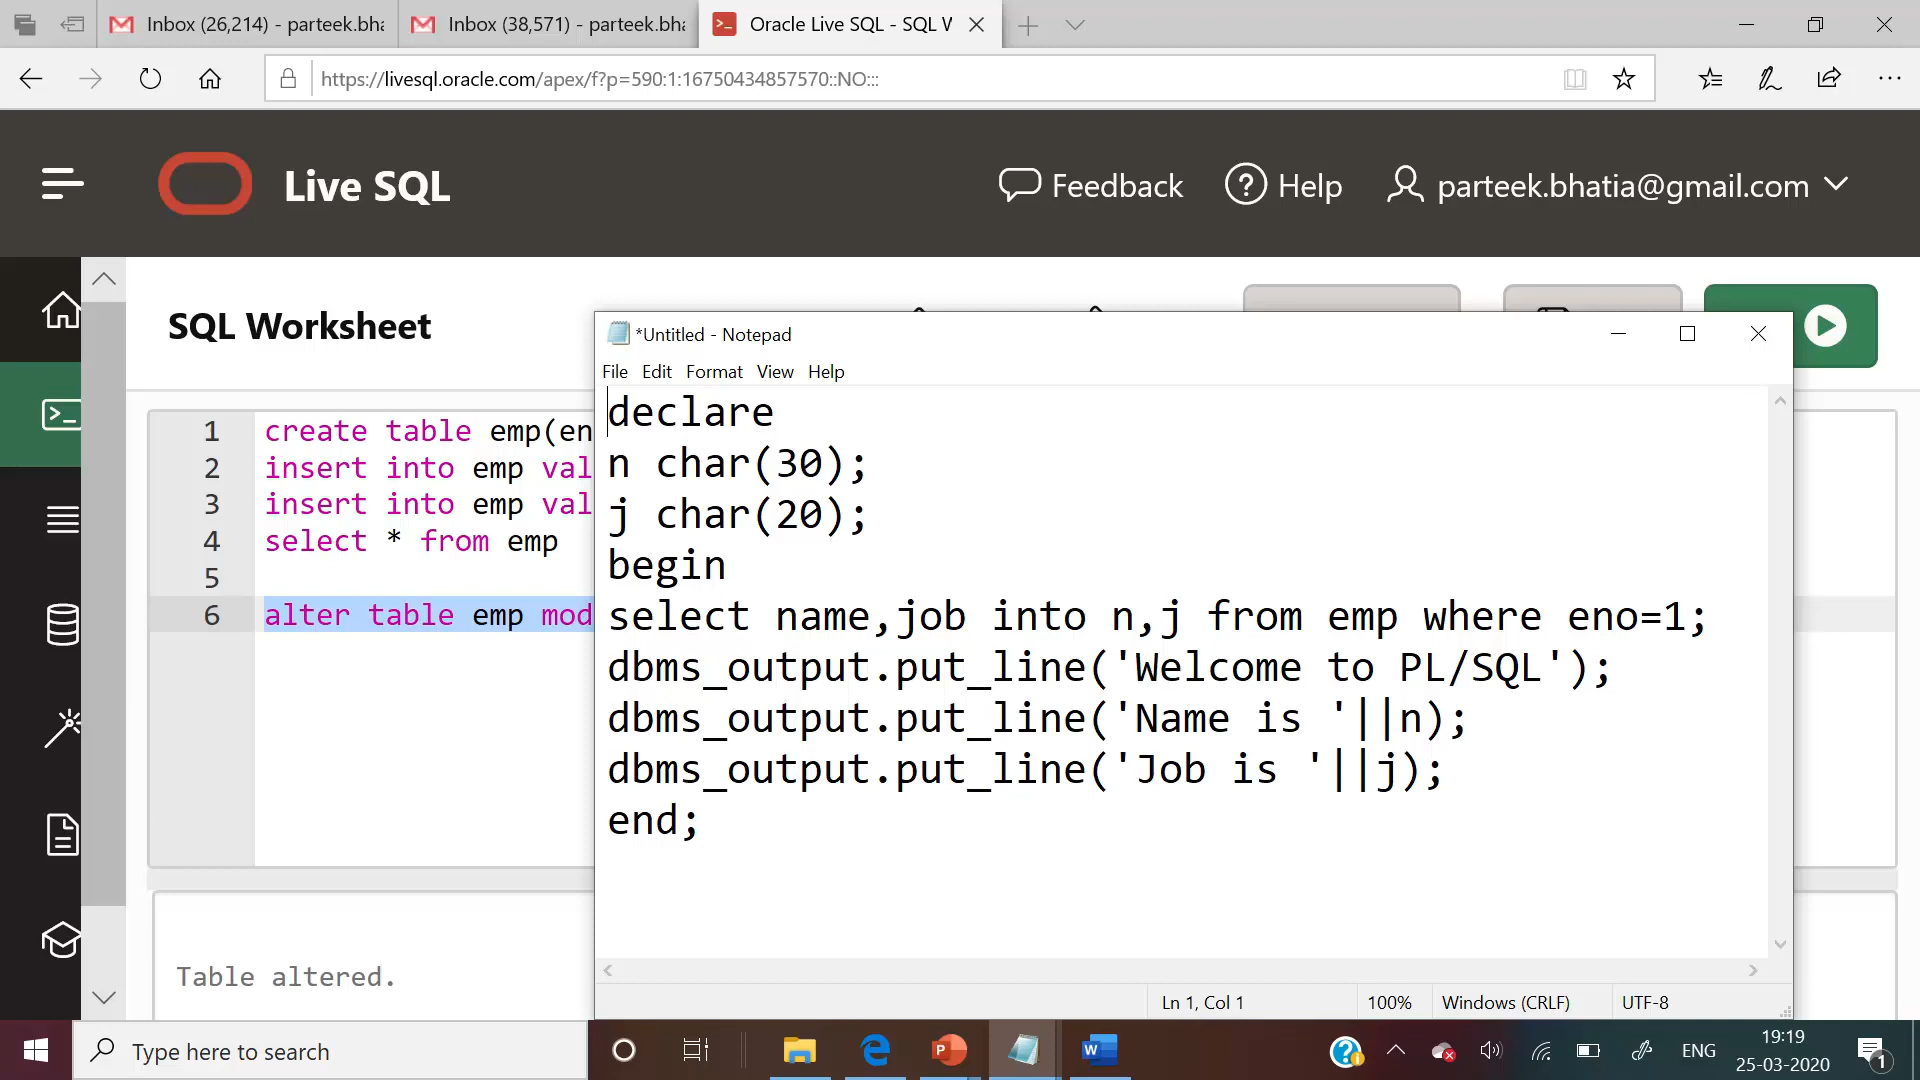 Inbox (26,214) - parteek.bha
Inbox (38,571) - parteek.bha
Oracle Live SQL - SQL W
https://livesql.oracle.com/apex/f?p=590:1:16750434857570::NO:::
Live SQL
Feedback
Help
parteek.bhatia@gmail.com
SQL Worksheet
1 create table emp(en
2 insert into emp val
3 insert into emp val
4 select * from emp
5
6 alter table emp mod
Table altered.
*Untitled - Notepad
File Edit Format View Help
declare
n char(30);
j char(20);
begin
select name,job into n,j from emp where eno=1;
dbms_output.put_line('Welcome to PL/SQL');
dbms_output.put_line('Name is '||n);
dbms_output.put_line('Job is '||j);
end;
Ln 1, Col 1
100%
Windows (CRLF)
UTF-8
Type here to search
ENG
19:19
25-03-2020
1